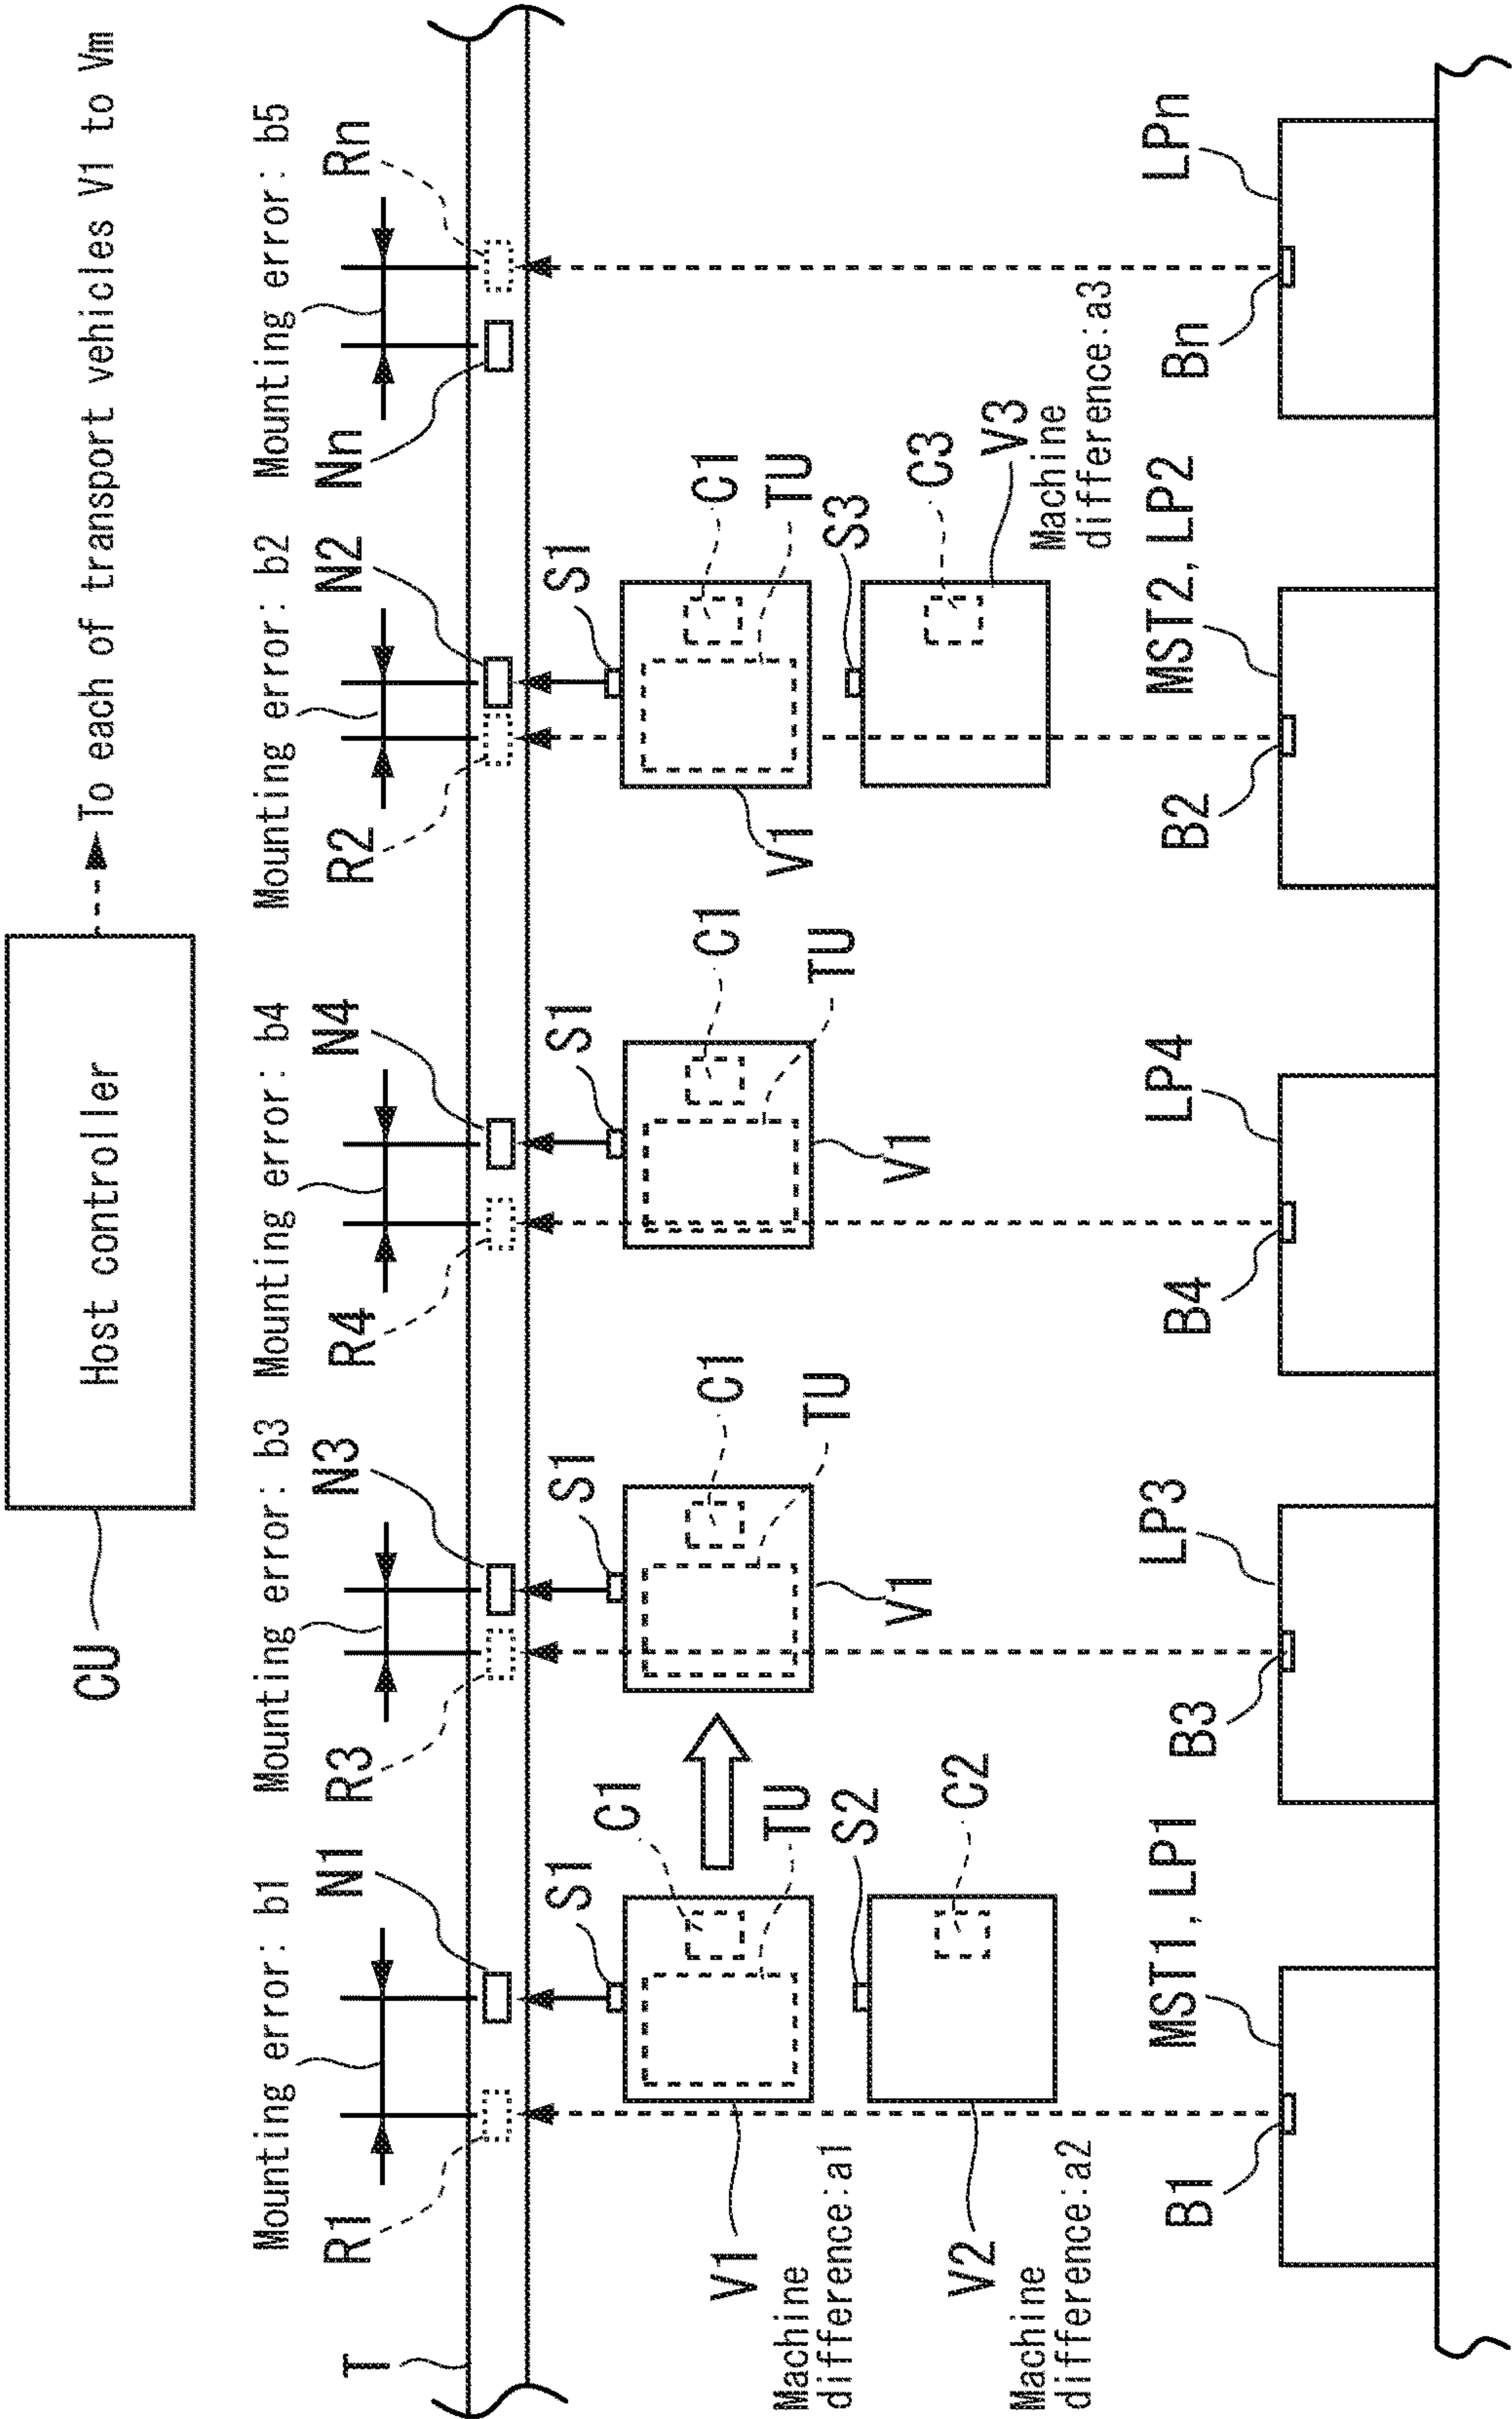 Host controller
To each of transport vehicles V1 to Vm
CU
Mounting error: b1
Mounting error: b3
Mounting error: b4
Mounting error: b2
Mounting error: b5
R1
N1
R3
N3
R4
N4
R2
N2
Nn
Rn
T
S1
C1
TU
V1
Machine
difference:a1
S1
C1
TU
V1
S1
C1
TU
V1
S1
C1
TU
V1
S2
C2
V2
Machine
difference:a2
S3
C3
V3
Machine
difference:a3
B1
MST1, LP1
B3
LP3
B4
LP4
B2
MST2, LP2
Bn
LPn